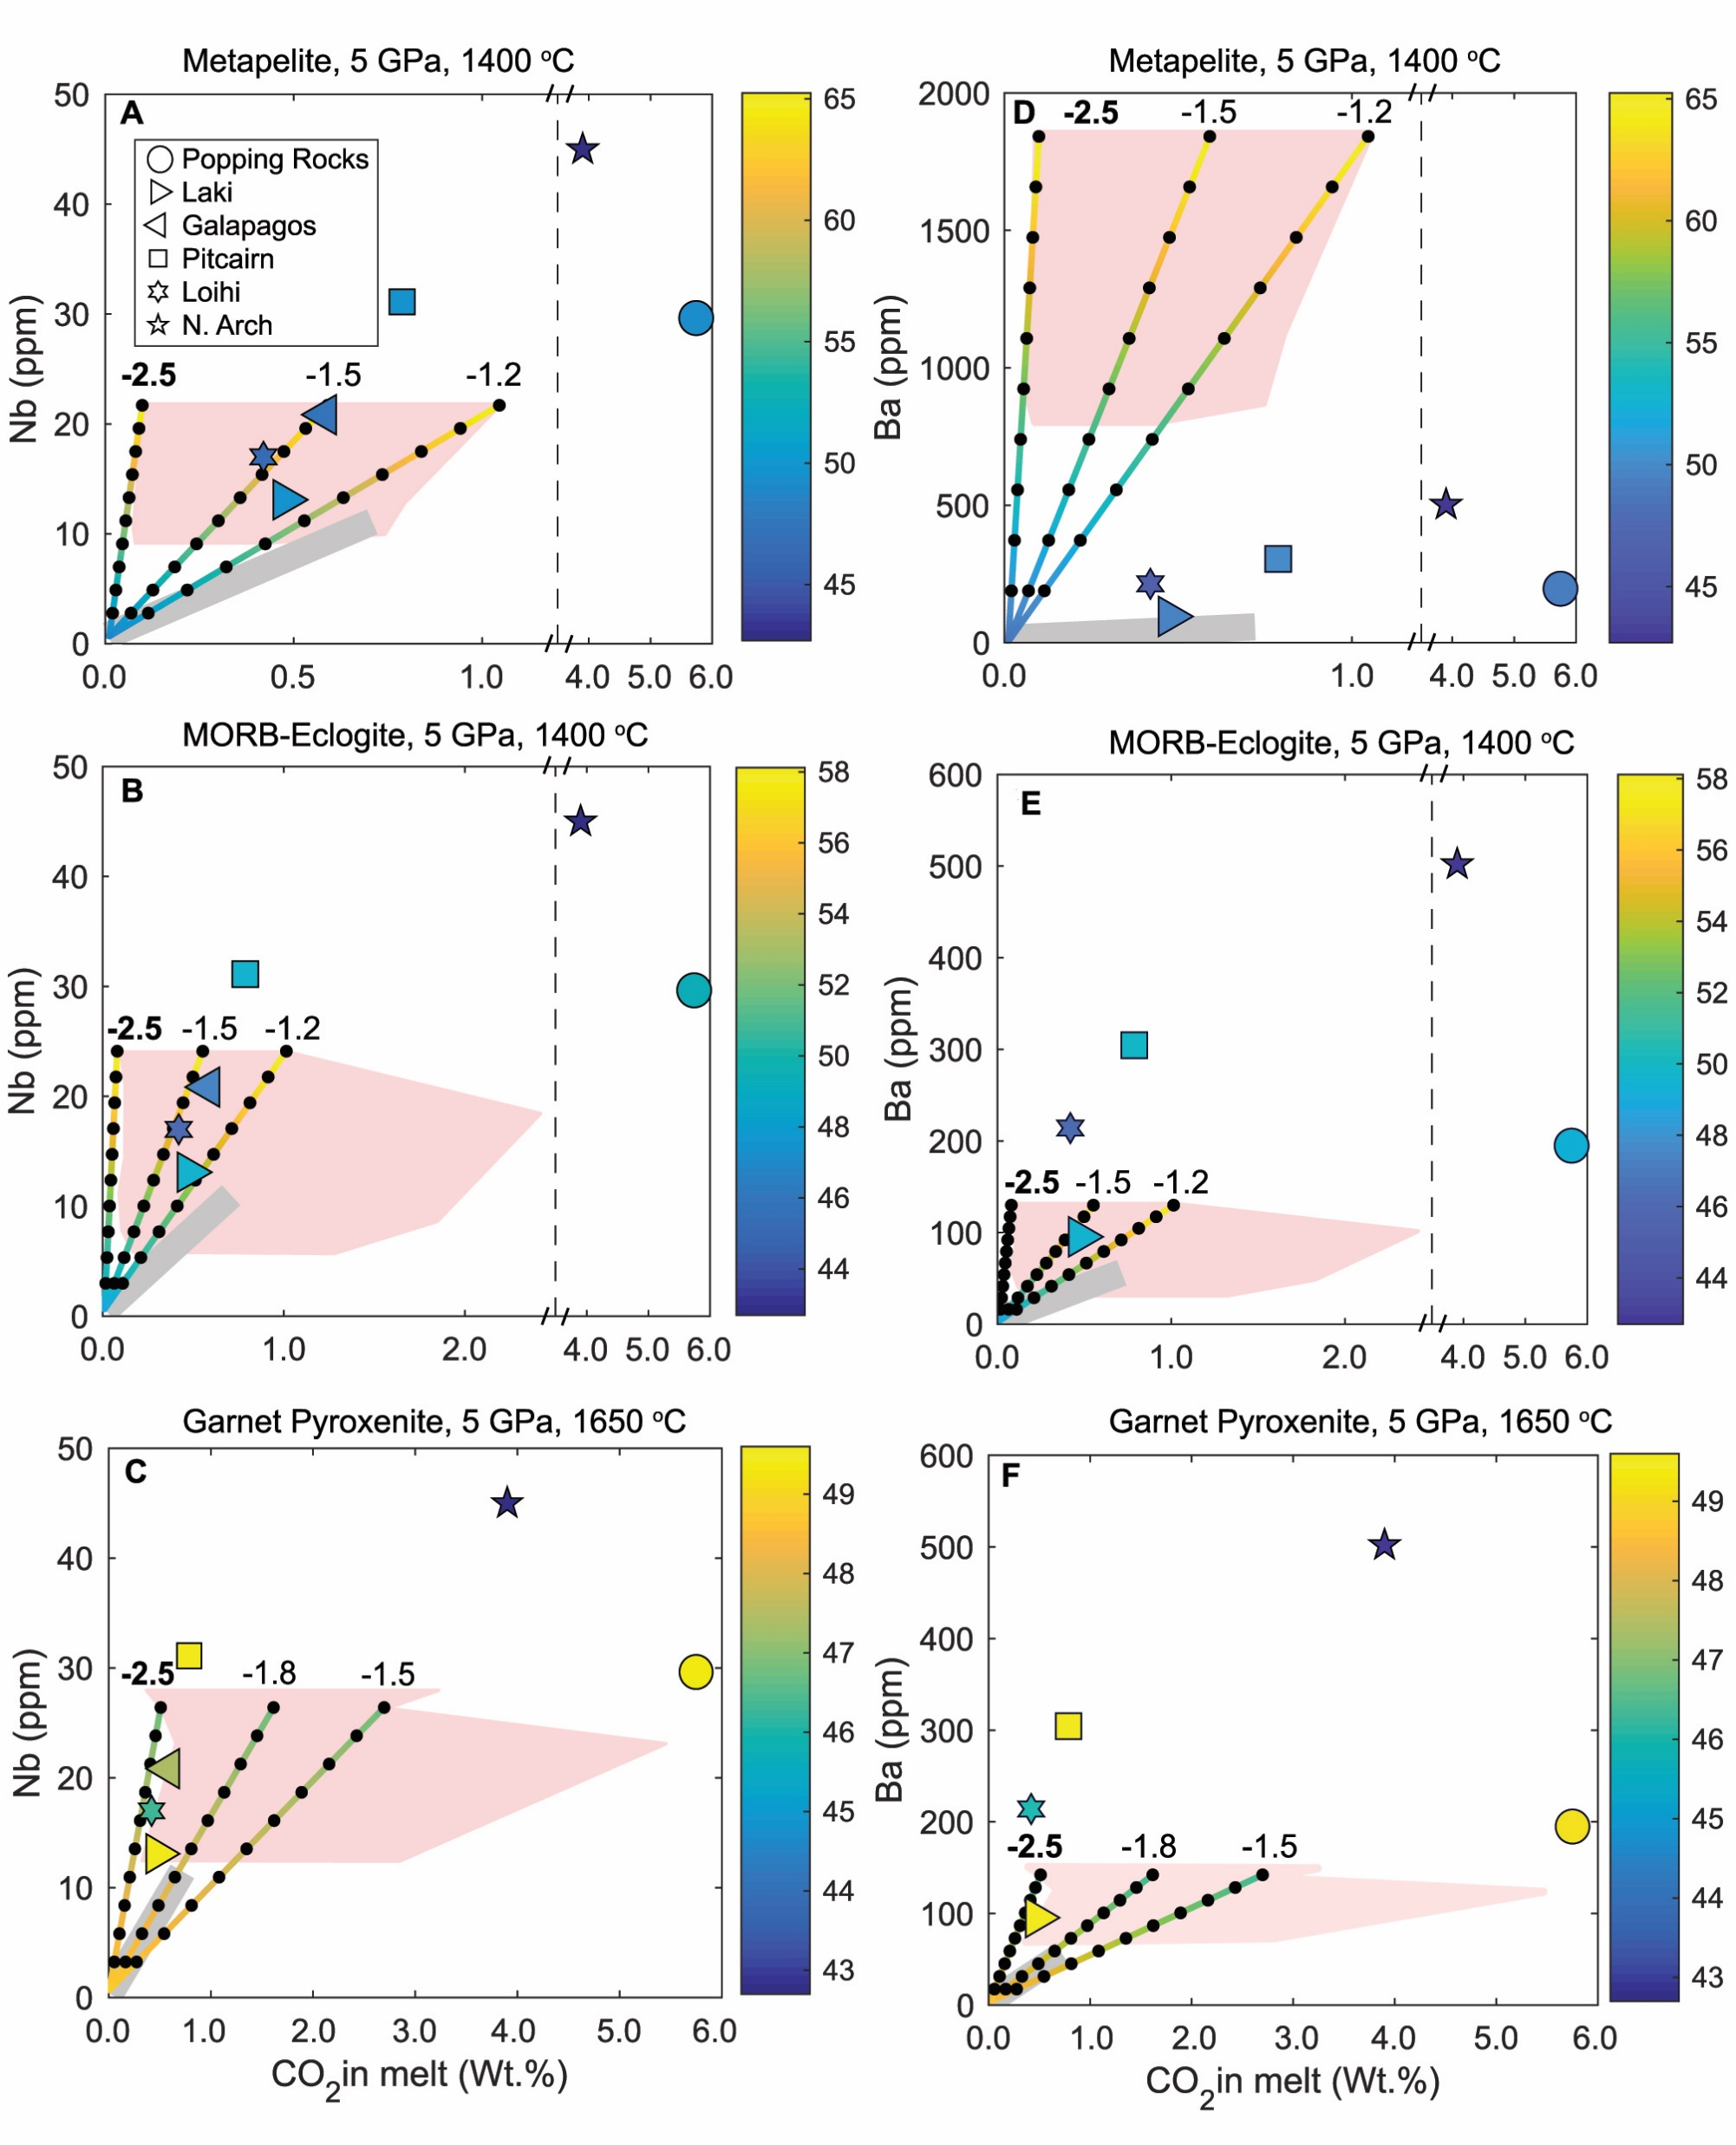 Metapelite, 5 GPa, 1400 °C
A
Popping Rocks
Laki
Galapagos
Pitcairn
Loihi
N. Arch
-2.5 -1.5 -1.2
Nb (ppm)
50
40
30
20
10
0
0.0 0.5 1.0 4.0 5.0 6.0
65
60
55
50
45
Metapelite, 5 GPa, 1400 °C
D
-2.5 -1.5 -1.2
Ba (ppm)
2000
1500
1000
500
0
0.0 1.0 4.0 5.0 6.0
65
60
55
50
45
MORB-Eclogite, 5 GPa, 1400 °C
B
-2.5 -1.5 -1.2
Nb (ppm)
50
40
30
20
10
0
0.0 1.0 2.0 4.0 5.0 6.0
58
56
54
52
50
48
46
44
MORB-Eclogite, 5 GPa, 1400 °C
E
-2.5 -1.5 -1.2
Ba (ppm)
600
500
400
300
200
100
0
0.0 1.0 2.0 4.0 5.0 6.0
58
56
54
52
50
48
46
44
Garnet Pyroxenite, 5 GPa, 1650 °C
C
-2.5 -1.8 -1.5
Nb (ppm)
50
40
30
20
10
0
0.0 1.0 2.0 3.0 4.0 5.0 6.0
CO2in melt (Wt.%)
49
48
47
46
45
44
43
Garnet Pyroxenite, 5 GPa, 1650 °C
F
-2.5 -1.8 -1.5
Ba (ppm)
600
500
400
300
200
100
0
0.0 1.0 2.0 3.0 4.0 5.0 6.0
CO2in melt (Wt.%)
49
48
47
46
45
44
43